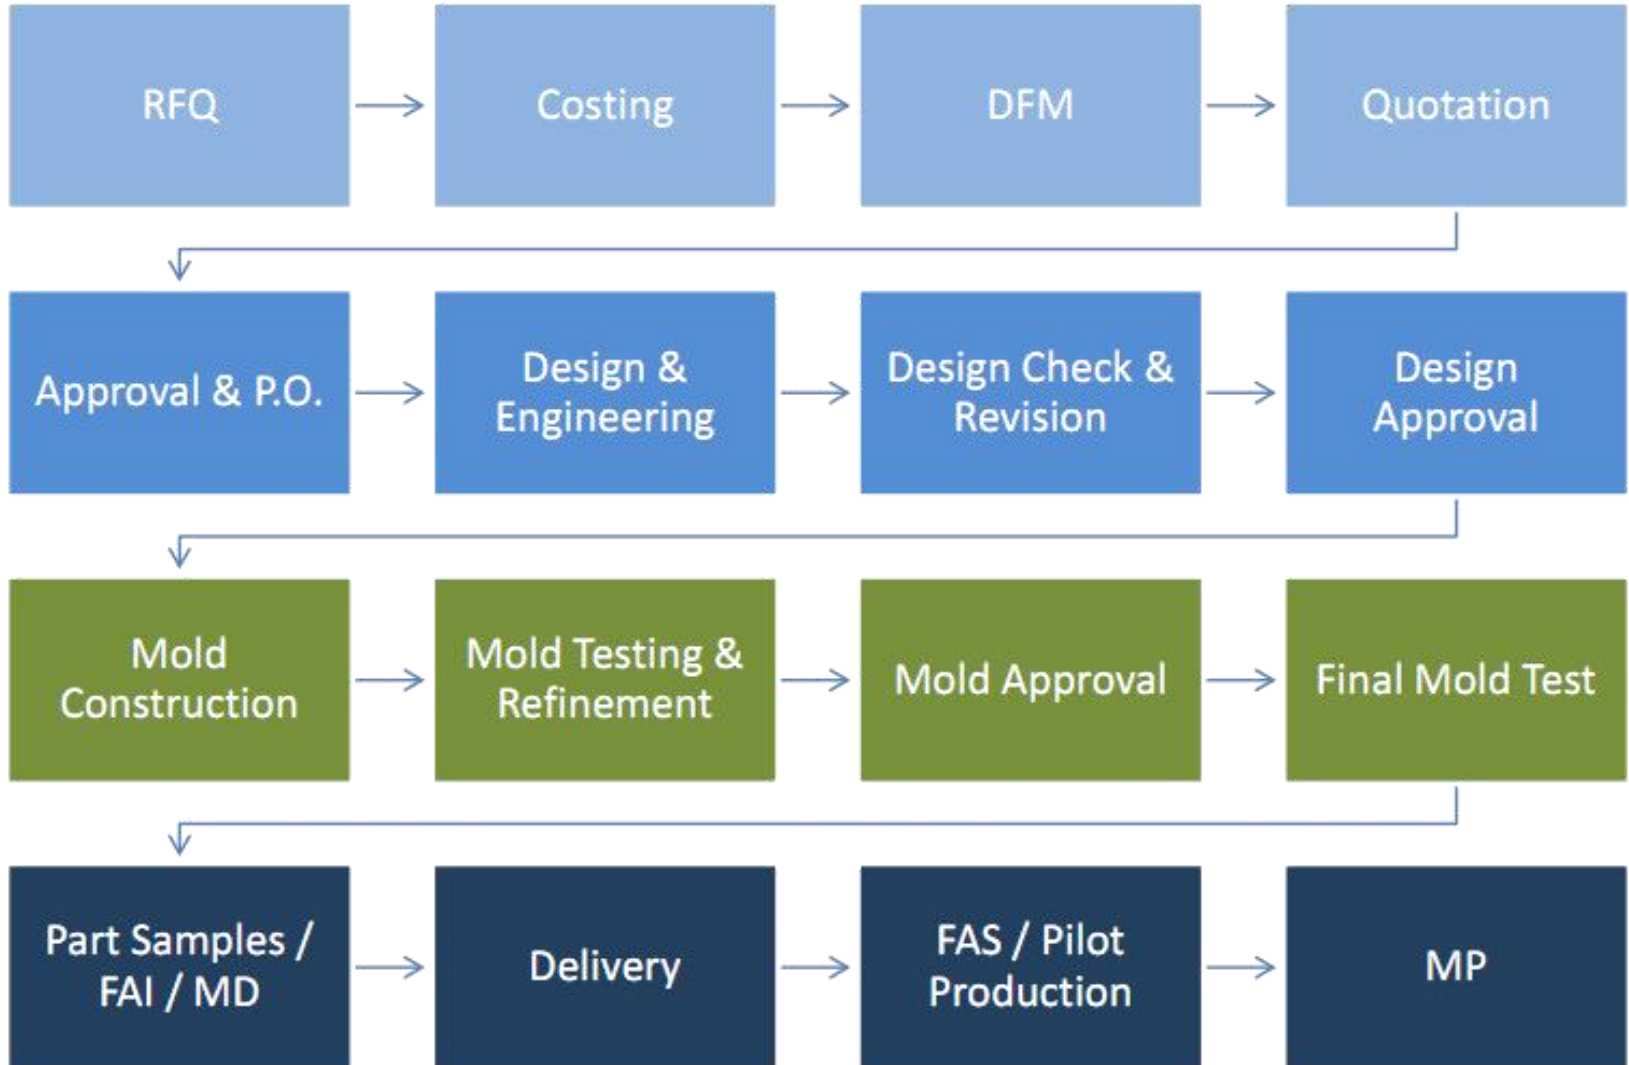 RFQ
Costing
DFM
Quotation
Approval & P.O.
Design &
Engineering
Design Check &
Revision
Design
Approval
Mold
Construction
Mold Testing &
Refinement
Mold Approval
Final Mold Test
Part Samples /
FAI / MD
Delivery
FAS / Pilot
Production
MP